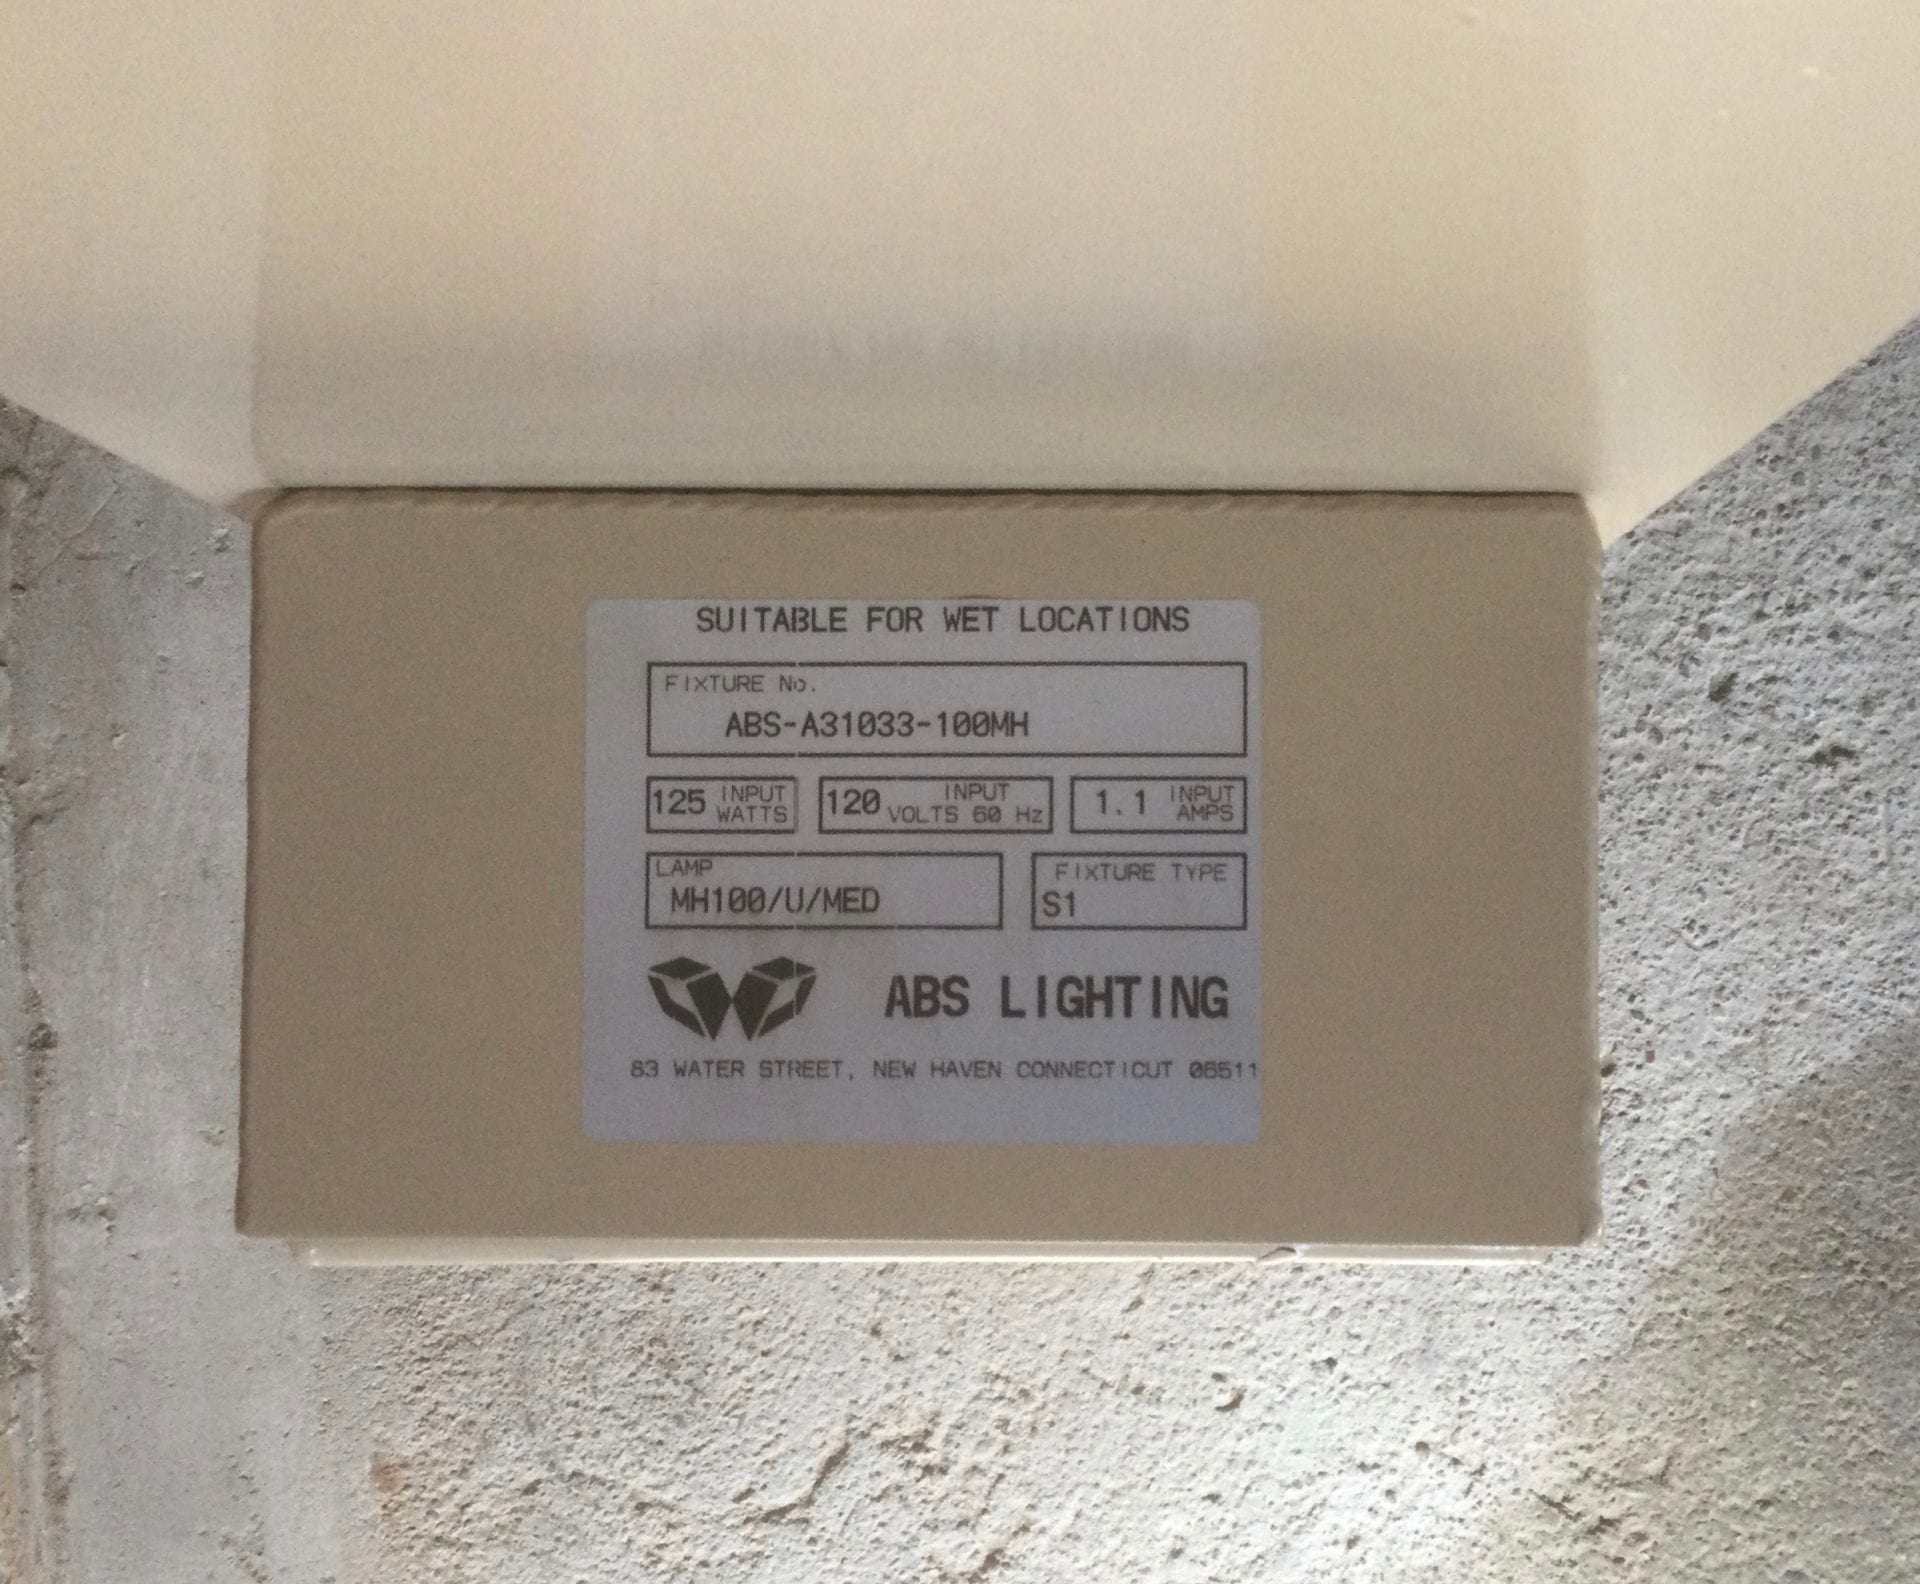 SUITABLE FOR WET LOCATIONS
FIXTURE No.
ABS-A31033-100MH
125 INPUT WATTS
120 INPUT VOLTS 60 Hz
1.1 INPUT AMPS
LAMP
MH100/U/MED
FIXTURE TYPE
S1
ABS LIGHTING
83 WATER STREET, NEW HAVEN CONNECTICUT 06511